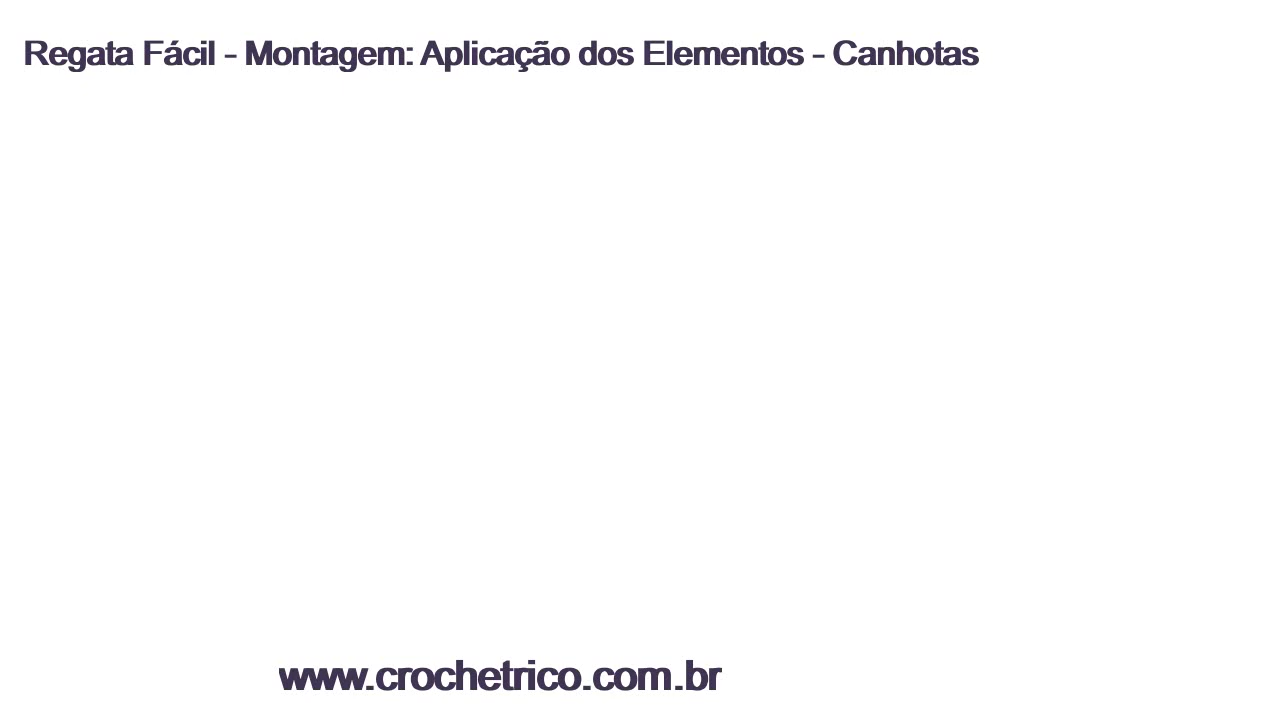 Regata Fácil - Montagem: Aplicação dos Elementos - Canhotas
www.crochetrico.com.br